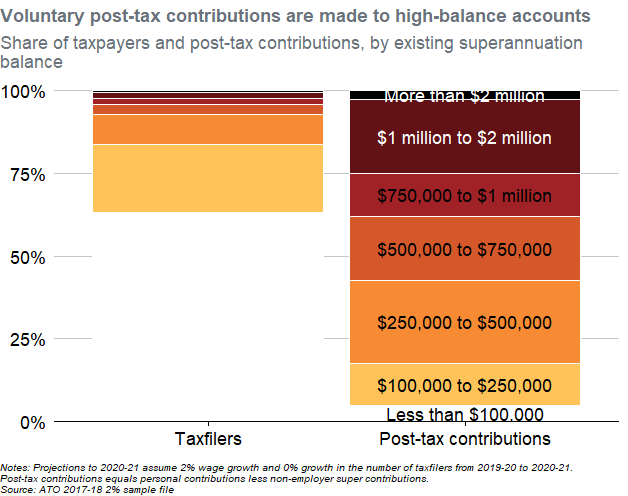 Voluntary post-tax contributions are made to high-balance accounts
Share of taxpayers and post-tax contributions, by existing superannuation
balance
100%
75%
50%
25%
0%
More than $2 million
$1 million to $2 million
$750,000 to $1 million
$500,000 to $750,000
$250,000 to $500,000
$100,000 to $250,000
Less than $100,000
Taxfilers
Post-tax contributions
Notes: Projections to 2020-21 assume 2% wage growth and 0% growth in the number of taxfilers from 2019-20 to 2020-21.
Post-tax contributions equals personal contributions less non-employer super contributions.
Source: ATO 2017-18 2% sample file